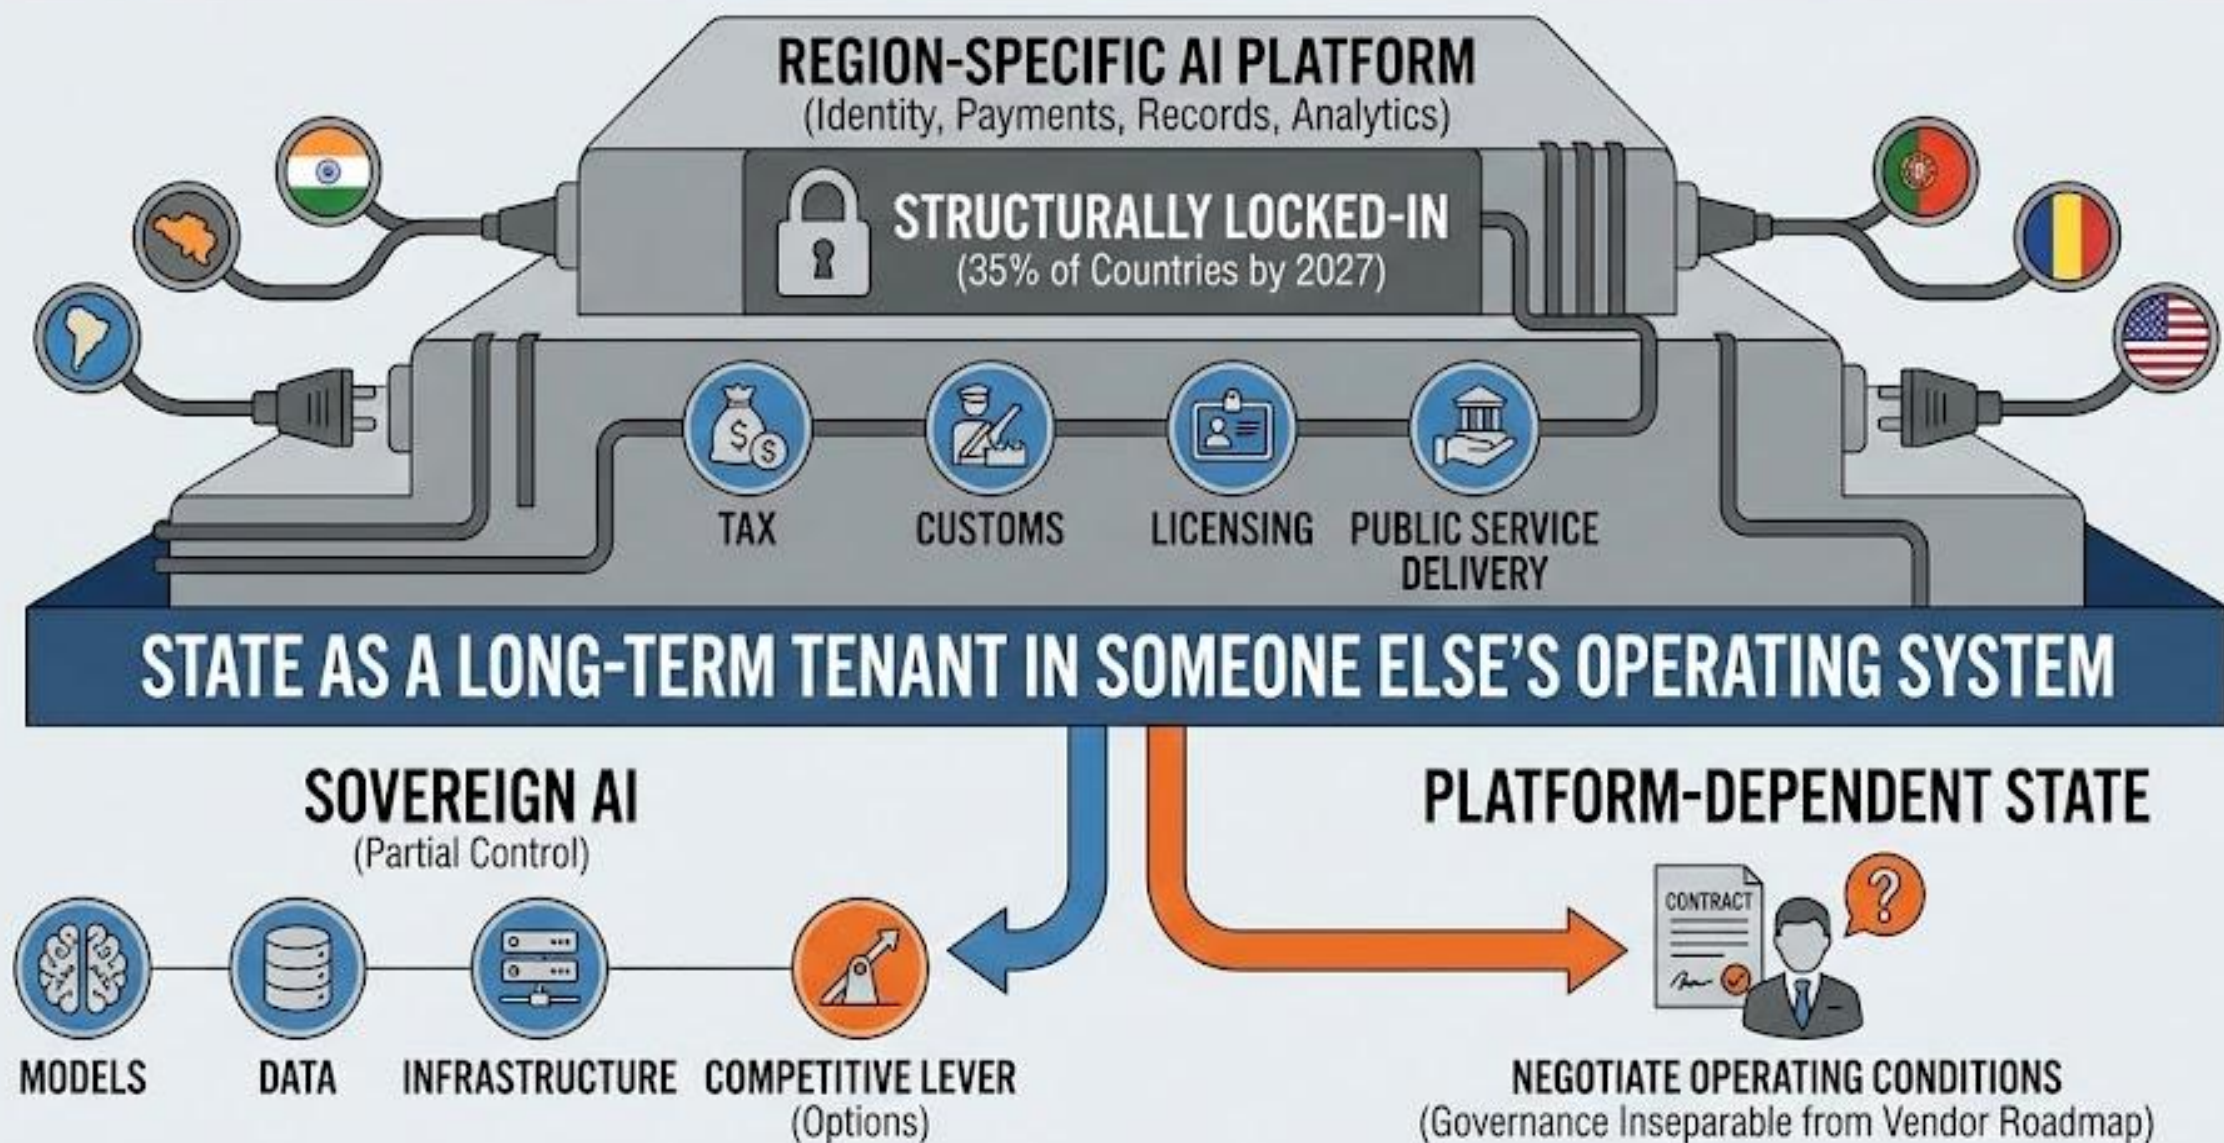 REGION-SPECIFIC AI PLATFORM
(Identity, Payments, Records, Analytics)
STRUCTURALLY LOCKED-IN
(35% of Countries by 2027)
$
$
TAX
CUSTOMS
LICENSING
PUBLIC SERVICE
DELIVERY
STATE AS A LONG-TERM TENANT IN SOMEONE ELSE'S OPERATING SYSTEM
SOVEREIGN AI
(Partial Control)
MODELS
DATA
INFRASTRUCTURE
COMPETITIVE LEVER
(Options)
PLATFORM-DEPENDENT STATE
CONTRACT
?
NEGOTIATE OPERATING CONDITIONS
(Governance Inseparable from Vendor Roadmap)